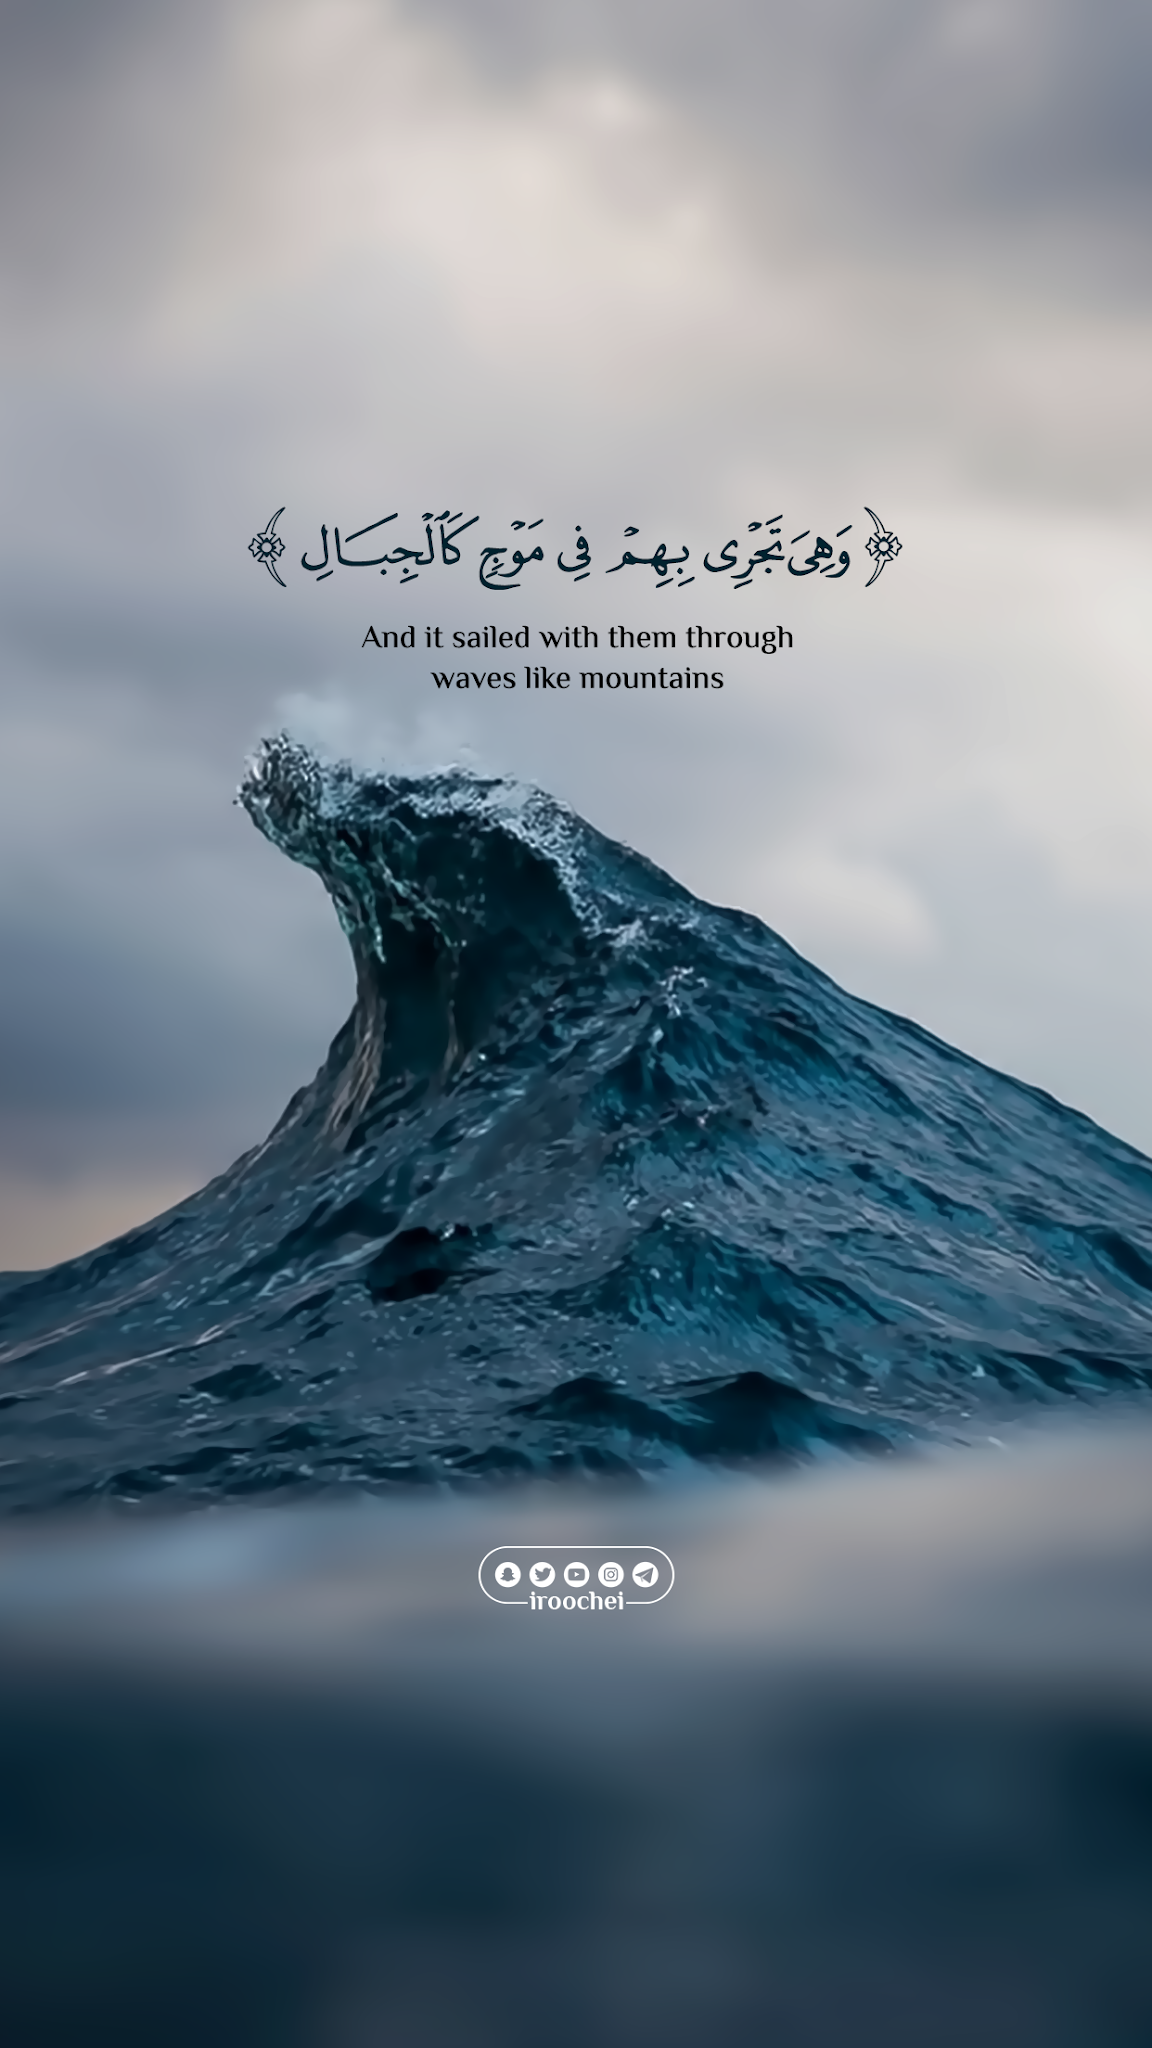 ﴿ وَهِىَ تَجْرِى بِهِمْ فِى مَوْجٍ كَٱلْجِبَالِ ﴾
And it sailed with them through
waves like mountains
iroochei